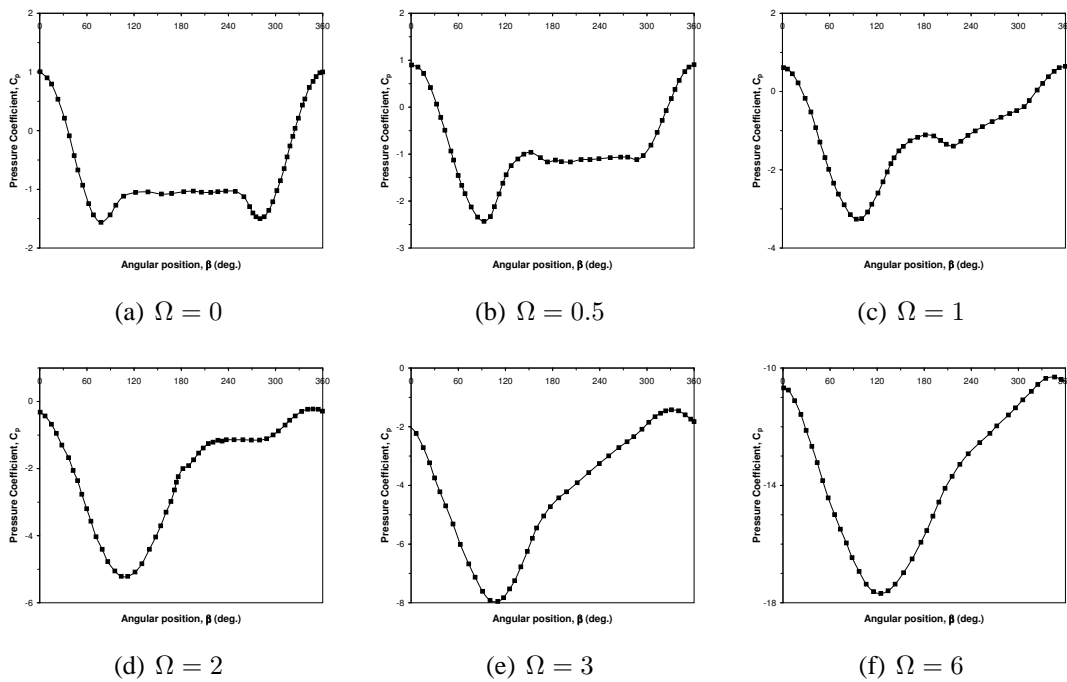 2
0 60 120 180 240 300 360
1
0
-1
-2
Pressure Coefficient, Cp
Angular position, β (deg.)
(a) Ω = 0
2
0 60 120 180 240 300 360
1
0
-1
-2
-3
Pressure Coefficient, Cp
Angular position, β (deg.)
(b) Ω = 0.5
2
0 60 120 180 240 300 360
0
-2
-4
Pressure Coefficient, Cp
Angular position, β (deg.)
(c) Ω = 1
0 60 120 180 240 300 360
0
-2
-4
-6
Pressure Coefficient, Cp
Angular position, β (deg.)
(d) Ω = 2
0
0 60 120 180 240 300 360
-2
-4
-6
-8
Pressure Coefficient, Cp
Angular position, β (deg.)
(e) Ω = 3
-10
0 60 120 180 240 300 360
-14
-18
Pressure Coefficient, Cp
Angular position, β (deg.)
(f) Ω = 6